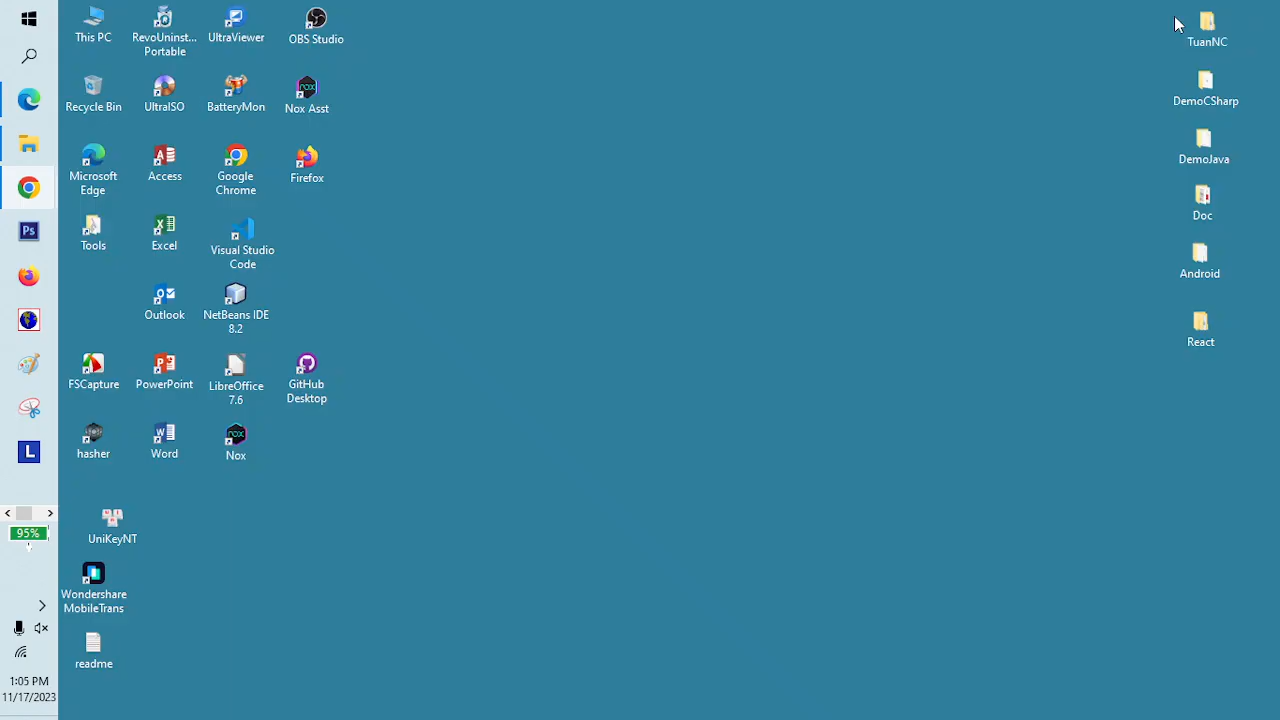 This PC
RevoUninst...
Portable
UltraViewer
OBS Studio
Recycle Bin
UltraISO
BatteryMon
Nox Asst
Microsoft
Edge
Access
Google
Chrome
Firefox
Tools
Excel
Visual Studio
Code
Outlook
NetBeans IDE
8.2
FSCapture
PowerPoint
LibreOffice
7.6
GitHub
Desktop
hasher
Word
Nox
UniKeyNT
Wondershare
MobileTrans
readme
TuanNC
DemoCSharp
DemoJava
Doc
Android
React
Ps
L
95%
1:05 PM
11/17/2023